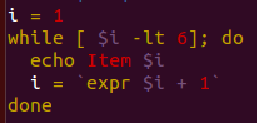 i = 1
while [ $i -lt 6]; do
  echo Item $i
  i = `expr $i + 1`
done